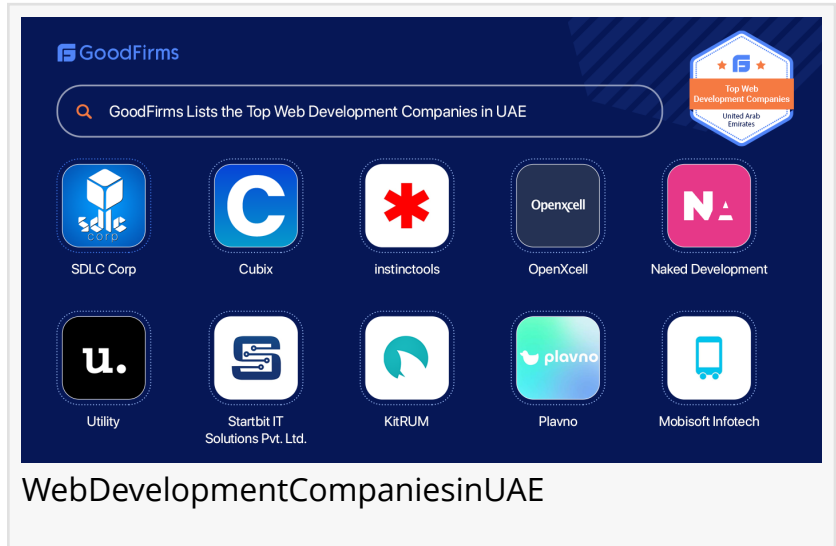 GoodFirms
GoodFirms Lists the Top Web Development Companies in UAE
Top Web
Development Companies
United Arab
Emirates
sdlc
corp
C
Openxcell
N
SDLC Corp
Cubix
instinctools
OpenXcell
Naked Development
u.
S
plavno
Utility
Startbit IT
Solutions Pvt. Ltd.
KitRUM
Plavno
Mobisoft Infotech
WebDevelopmentCompaniesinUAE